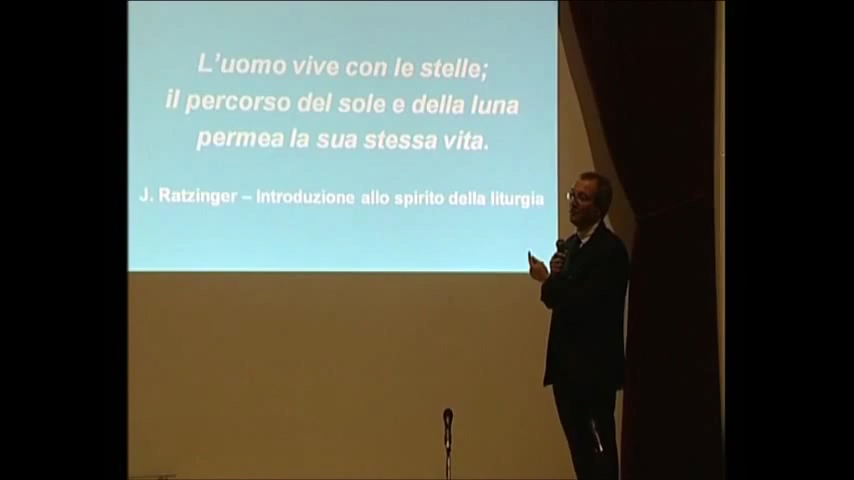 L'uomo vive con le stelle;
il percorso del sole e della luna
permea la sua stessa vita.
J. Ratzinger – Introduzione allo spirito della liturgia